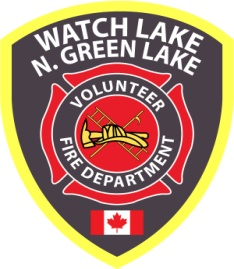 WATCH LAKE
N. GREEN LAKE
VOLUNTEER
FIRE DEPARTMENT